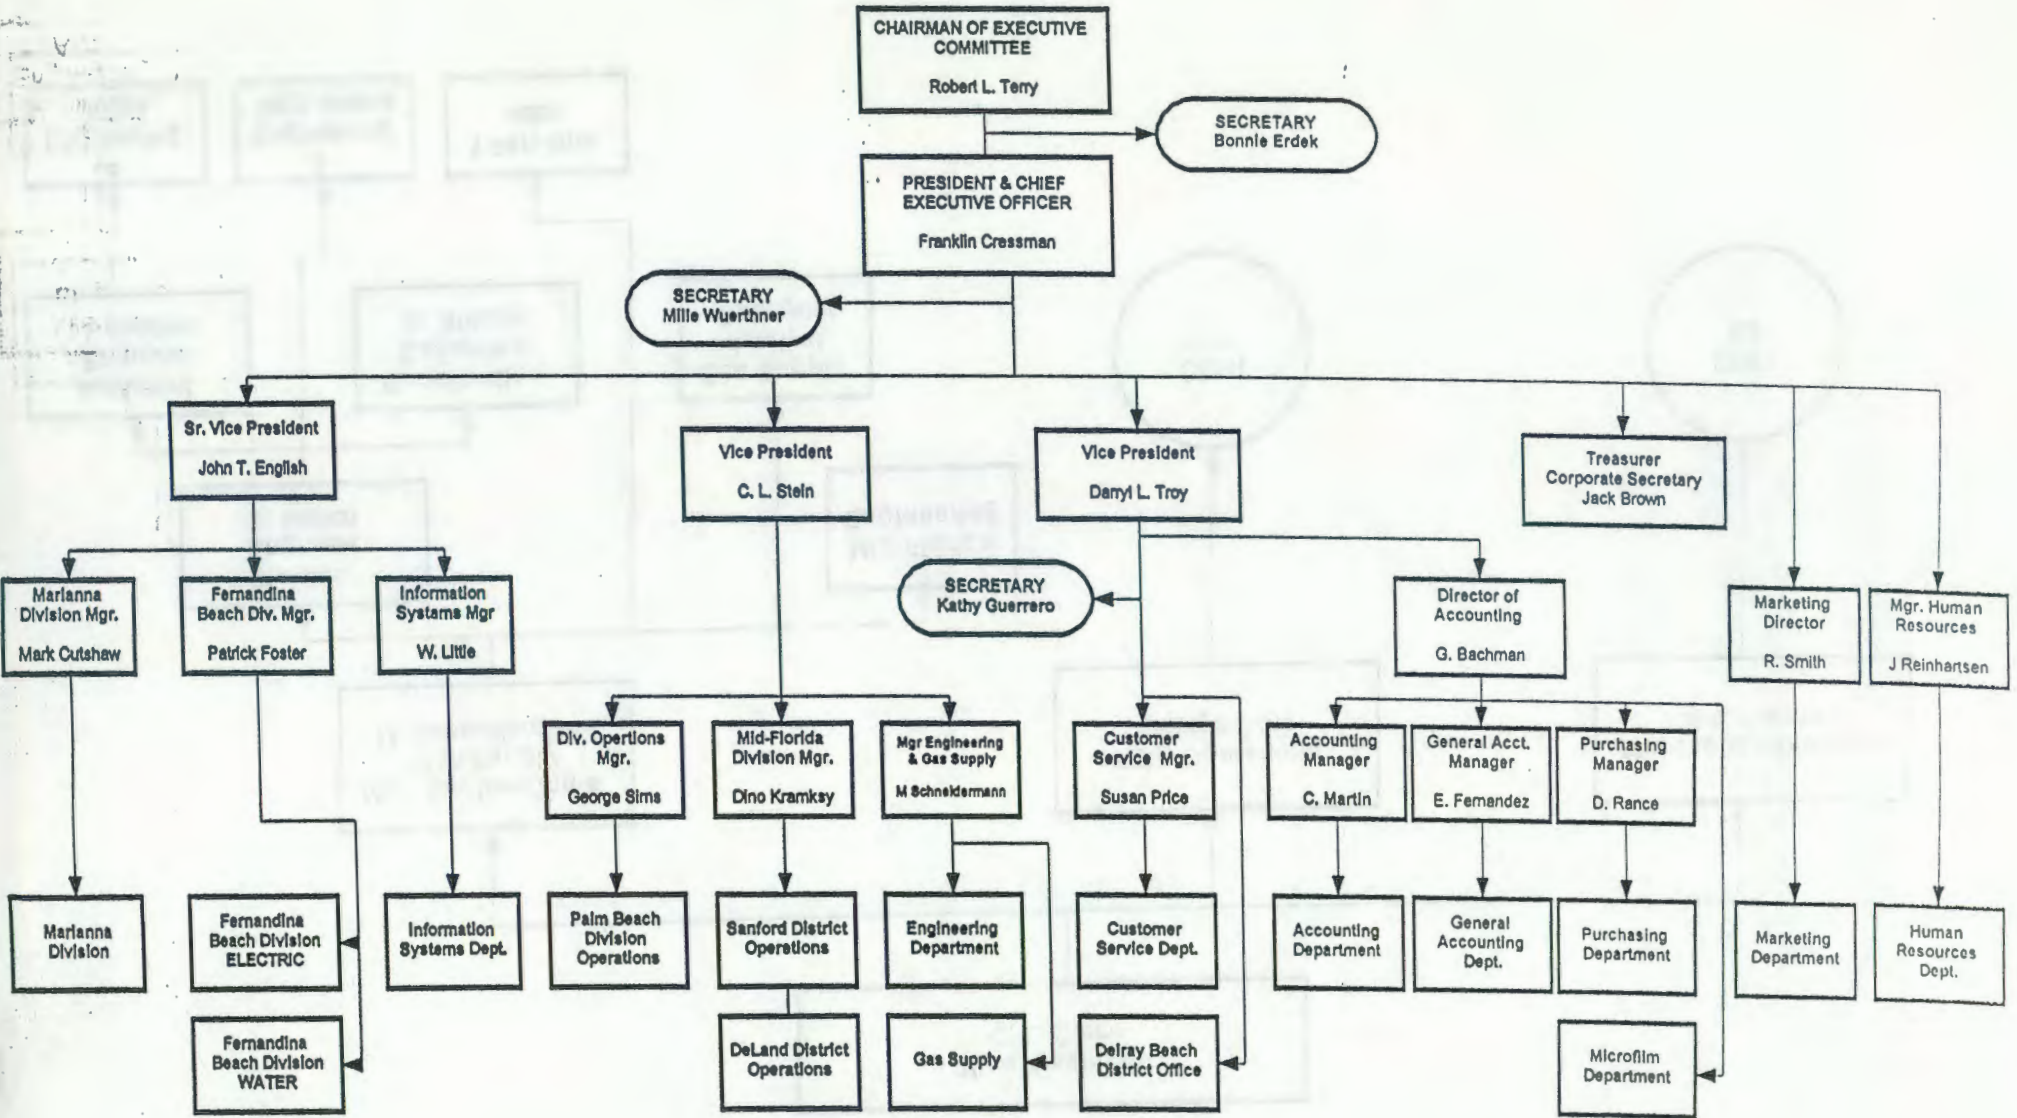 CHAIRMAN OF EXECUTIVE
COMMITTEE
Robert L. Terry
SECRETARY
Bonnie Erdek
PRESIDENT & CHIEF
EXECUTIVE OFFICER
Franklin Cressman
SECRETARY
Millie Wuerthner
Sr. Vice President
John T. English
Vice President
C. L. Stein
Vice President
Darryl L. Troy
Treasurer
Corporate Secretary
Jack Brown
Marianna
Division Mgr.
Mark Cutshaw
Fernandina
Beach Div. Mgr.
Patrick Foster
Information
Systems Mgr
W. Little
SECRETARY
Kathy Guerrero
Director of
Accounting
G. Bachman
Marketing
Director
R. Smith
Mgr. Human
Resources
J Reinhartsen
Div. Opertions
Mgr.
George Sims
Mid-Florida
Division Mgr.
Dino Kramksy
Mgr Engineering
& Gas Supply
M Schneidermann
Customer
Service Mgr.
Susan Price
Accounting
Manager
C. Martin
General Acct.
Manager
E. Fernandez
Purchasing
Manager
D. Rance
Marianna
Division
Fernandina
Beach Division
ELECTRIC
Information
Systems Dept.
Palm Beach
Division
Operations
Sanford District
Operations
Engineering
Department
Customer
Service Dept.
Accounting
Department
General
Accounting
Dept.
Purchasing
Department
Marketing
Department
Human
Resources
Dept.
Fernandina
Beach Division
WATER
DeLand District
Operations
Gas Supply
Delray Beach
District Office
Microfilm
Department